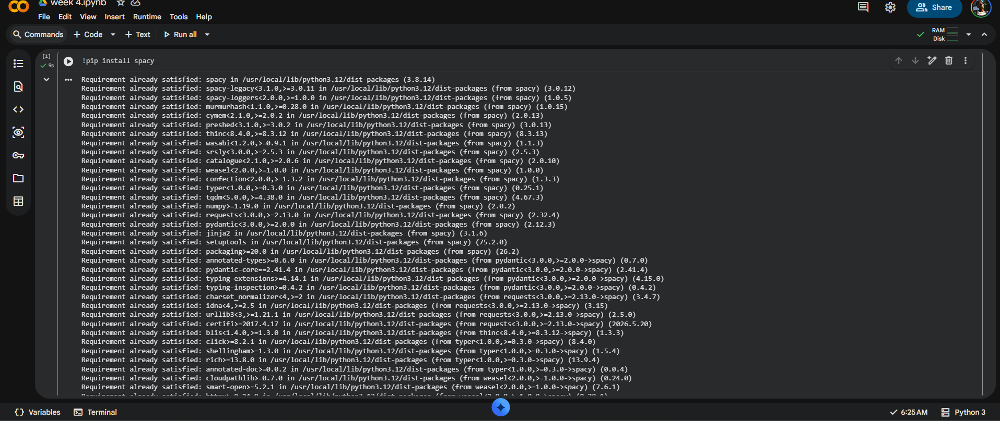 week 4.ipynb
File Edit View Insert Runtime Tools Help
Share
Commands + Code + Text Run all
RAM
Disk
[1]
9s
!pip install spacy
Requirement already satisfied: spacy in /usr/local/lib/python3.12/dist-packages (3.8.14)
Requirement already satisfied: spacy-legacy<3.1.0,>=3.0.11 in /usr/local/lib/python3.12/dist-packages (from spacy) (3.0.12)
Requirement already satisfied: spacy-loggers<2.0.0,>=1.0.0 in /usr/local/lib/python3.12/dist-packages (from spacy) (1.0.5)
Requirement already satisfied: murmurhash<1.1.0,>=0.28.0 in /usr/local/lib/python3.12/dist-packages (from spacy) (1.0.15)
Requirement already satisfied: cymem<2.1.0,>=2.0.2 in /usr/local/lib/python3.12/dist-packages (from spacy) (2.0.13)
Requirement already satisfied: preshed<3.1.0,>=3.0.2 in /usr/local/lib/python3.12/dist-packages (from spacy) (3.0.13)
Requirement already satisfied: thinc<8.4.0,>=8.3.12 in /usr/local/lib/python3.12/dist-packages (from spacy) (8.3.13)
Requirement already satisfied: wasabi<1.2.0,>=0.9.1 in /usr/local/lib/python3.12/dist-packages (from spacy) (1.1.3)
Requirement already satisfied: srsly<3.0.0,>=2.5.3 in /usr/local/lib/python3.12/dist-packages (from spacy) (2.5.3)
Requirement already satisfied: catalogue<2.1.0,>=2.0.6 in /usr/local/lib/python3.12/dist-packages (from spacy) (2.0.10)
Requirement already satisfied: weasel<2.0.0,>=1.0.0 in /usr/local/lib/python3.12/dist-packages (from spacy) (1.0.0)
Requirement already satisfied: confection<2.0.0,>=1.3.2 in /usr/local/lib/python3.12/dist-packages (from spacy) (1.3.3)
Requirement already satisfied: typer<1.0.0,>=0.3.0 in /usr/local/lib/python3.12/dist-packages (from spacy) (0.25.1)
Requirement already satisfied: tqdm<5.0.0,>=4.38.0 in /usr/local/lib/python3.12/dist-packages (from spacy) (4.67.3)
Requirement already satisfied: numpy>=1.19.0 in /usr/local/lib/python3.12/dist-packages (from spacy) (2.0.2)
Requirement already satisfied: requests<3.0.0,>=2.13.0 in /usr/local/lib/python3.12/dist-packages (from spacy) (2.32.4)
Requirement already satisfied: pydantic<3.0.0,>=2.0.0 in /usr/local/lib/python3.12/dist-packages (from spacy) (2.12.3)
Requirement already satisfied: jinja2 in /usr/local/lib/python3.12/dist-packages (from spacy) (3.1.6)
Requirement already satisfied: setuptools in /usr/local/lib/python3.12/dist-packages (from spacy) (75.2.0)
Requirement already satisfied: packaging>=20.0 in /usr/local/lib/python3.12/dist-packages (from spacy) (26.2)
Requirement already satisfied: annotated-types>=0.6.0 in /usr/local/lib/python3.12/dist-packages (from pydantic<3.0.0,>=2.0.0->spacy) (0.7.0)
Requirement already satisfied: pydantic-core==2.41.4 in /usr/local/lib/python3.12/dist-packages (from pydantic<3.0.0,>=2.0.0->spacy) (2.41.4)
Requirement already satisfied: typing-extensions>=4.14.1 in /usr/local/lib/python3.12/dist-packages (from pydantic<3.0.0,>=2.0.0->spacy) (4.15.0)
Requirement already satisfied: typing-inspection>=0.4.2 in /usr/local/lib/python3.12/dist-packages (from pydantic<3.0.0,>=2.0.0->spacy) (0.4.2)
Requirement already satisfied: charset_normalizer<4,>=2 in /usr/local/lib/python3.12/dist-packages (from requests<3.0.0,>=2.13.0->spacy) (3.4.7)
Requirement already satisfied: idna<4,>=2.5 in /usr/local/lib/python3.12/dist-packages (from requests<3.0.0,>=2.13.0->spacy) (3.15)
Requirement already satisfied: urllib3<3,>=1.21.1 in /usr/local/lib/python3.12/dist-packages (from requests<3.0.0,>=2.13.0->spacy) (2.5.0)
Requirement already satisfied: certifi>=2017.4.17 in /usr/local/lib/python3.12/dist-packages (from requests<3.0.0,>=2.13.0->spacy) (2026.5.20)
Requirement already satisfied: blis<1.4.0,>=1.3.0 in /usr/local/lib/python3.12/dist-packages (from thinc<8.4.0,>=8.3.12->spacy) (1.3.3)
Requirement already satisfied: click>=8.2.1 in /usr/local/lib/python3.12/dist-packages (from typer<1.0.0,>=0.3.0->spacy) (8.4.0)
Requirement already satisfied: shellingham>=1.3.0 in /usr/local/lib/python3.12/dist-packages (from typer<1.0.0,>=0.3.0->spacy) (1.5.4)
Requirement already satisfied: rich>=13.8.0 in /usr/local/lib/python3.12/dist-packages (from typer<1.0.0,>=0.3.0->spacy) (13.9.4)
Requirement already satisfied: annotated-doc>=0.0.2 in /usr/local/lib/python3.12/dist-packages (from typer<1.0.0,>=0.3.0->spacy) (0.0.4)
Requirement already satisfied: cloudpathlib>=0.7.0 in /usr/local/lib/python3.12/dist-packages (from weasel<2.0.0,>=1.0.0->spacy) (0.24.0)
Requirement already satisfied: smart-open>=5.2.1 in /usr/local/lib/python3.12/dist-packages (from weasel<2.0.0,>=1.0.0->spacy) (7.6.1)
{} Variables Terminal 6:25 AM Python 3